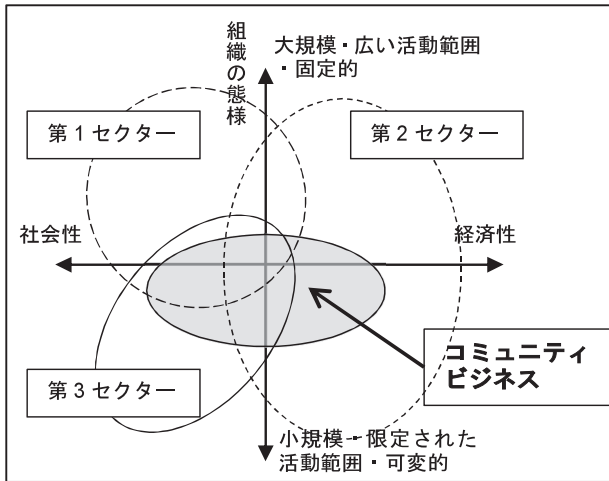 組織の態様
大規模・広い活動範囲
・固定的
第1セクター
第2セクター
社会性
経済性
コミュニティ
ビジネス
第3セクター
小規模・限定された
活動範囲・可変的